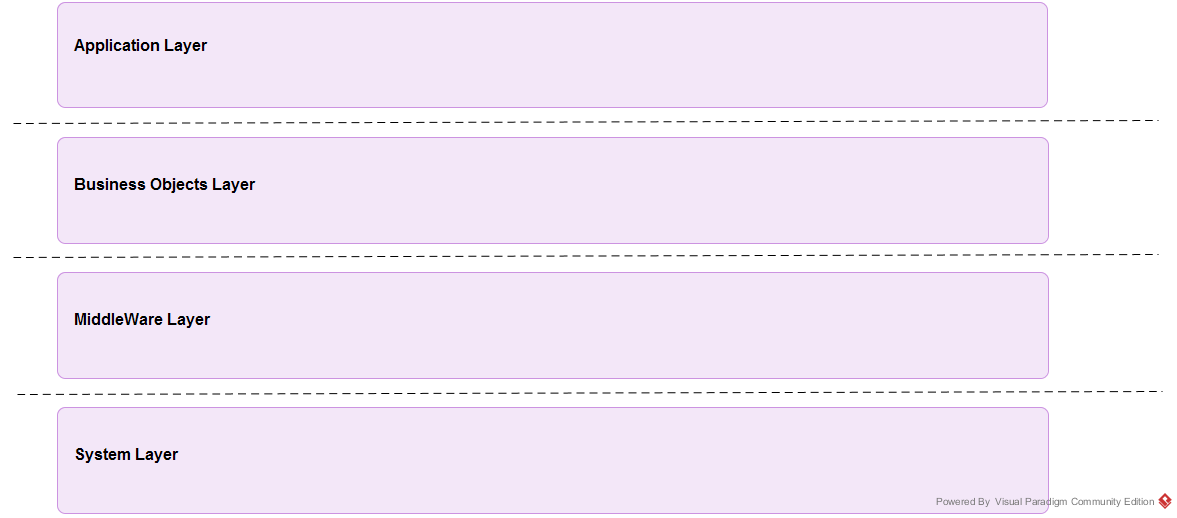 Application Layer
Business Objects Layer
MiddleWare Layer
System Layer
Powered By Visual Paradigm Community Edition